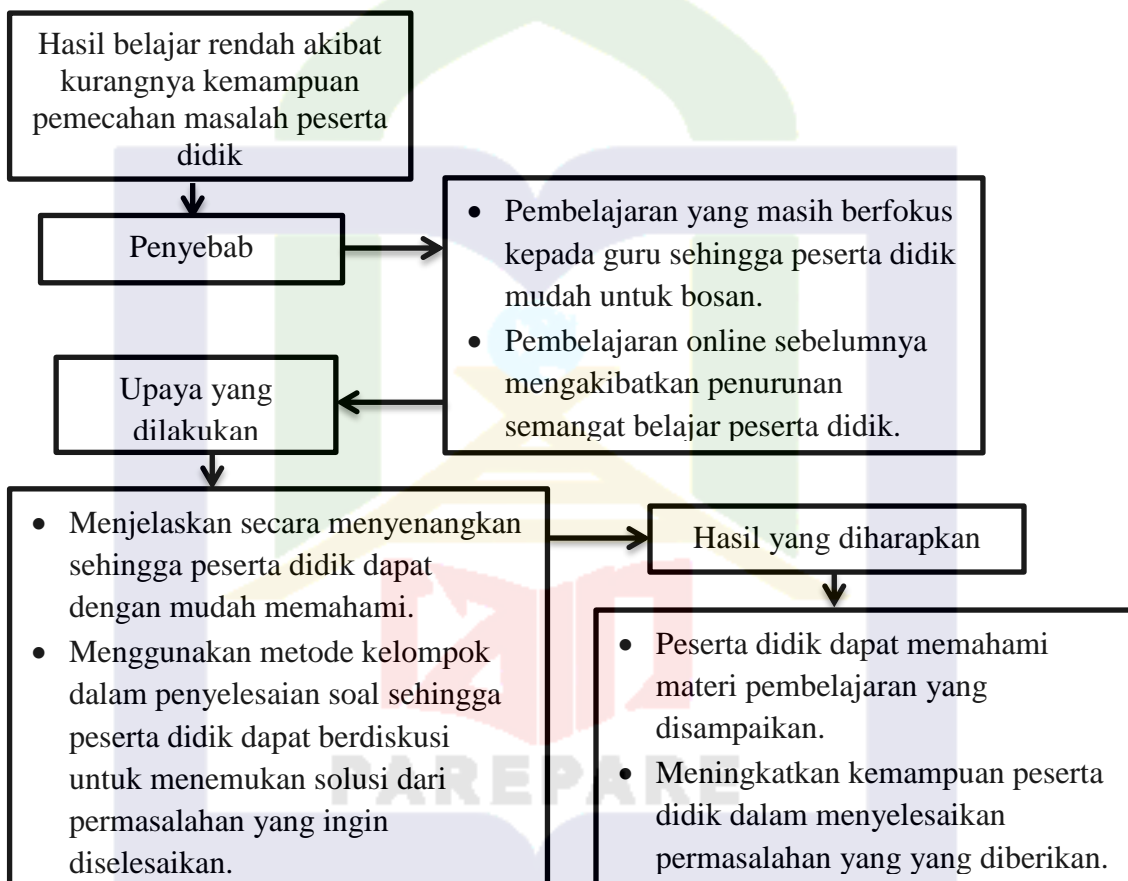 Hasil belajar rendah akibat
kurangnya kemampuan
pemecahan masalah peserta
didik
Penyebab
• Pembelajaran yang masih berfokus
kepada guru sehingga peserta didik
mudah untuk bosan.
• Pembelajaran online sebelumnya
mengakibatkan penurunan
semangat belajar peserta didik.
Upaya yang
dilakukan
• Menjelaskan secara menyenangkan
sehingga peserta didik dapat
dengan mudah memahami.
• Menggunakan metode kelompok
dalam penyelesaian soal sehingga
peserta didik dapat berdiskusi
untuk menemukan solusi dari
permasalahan yang ingin
diselesaikan.
Hasil yang diharapkan
• Peserta didik dapat memahami
materi pembelajaran yang
disampaikan.
• Meningkatkan kemampuan peserta
didik dalam menyelesaikan
permasalahan yang yang diberikan.
PAREPARE